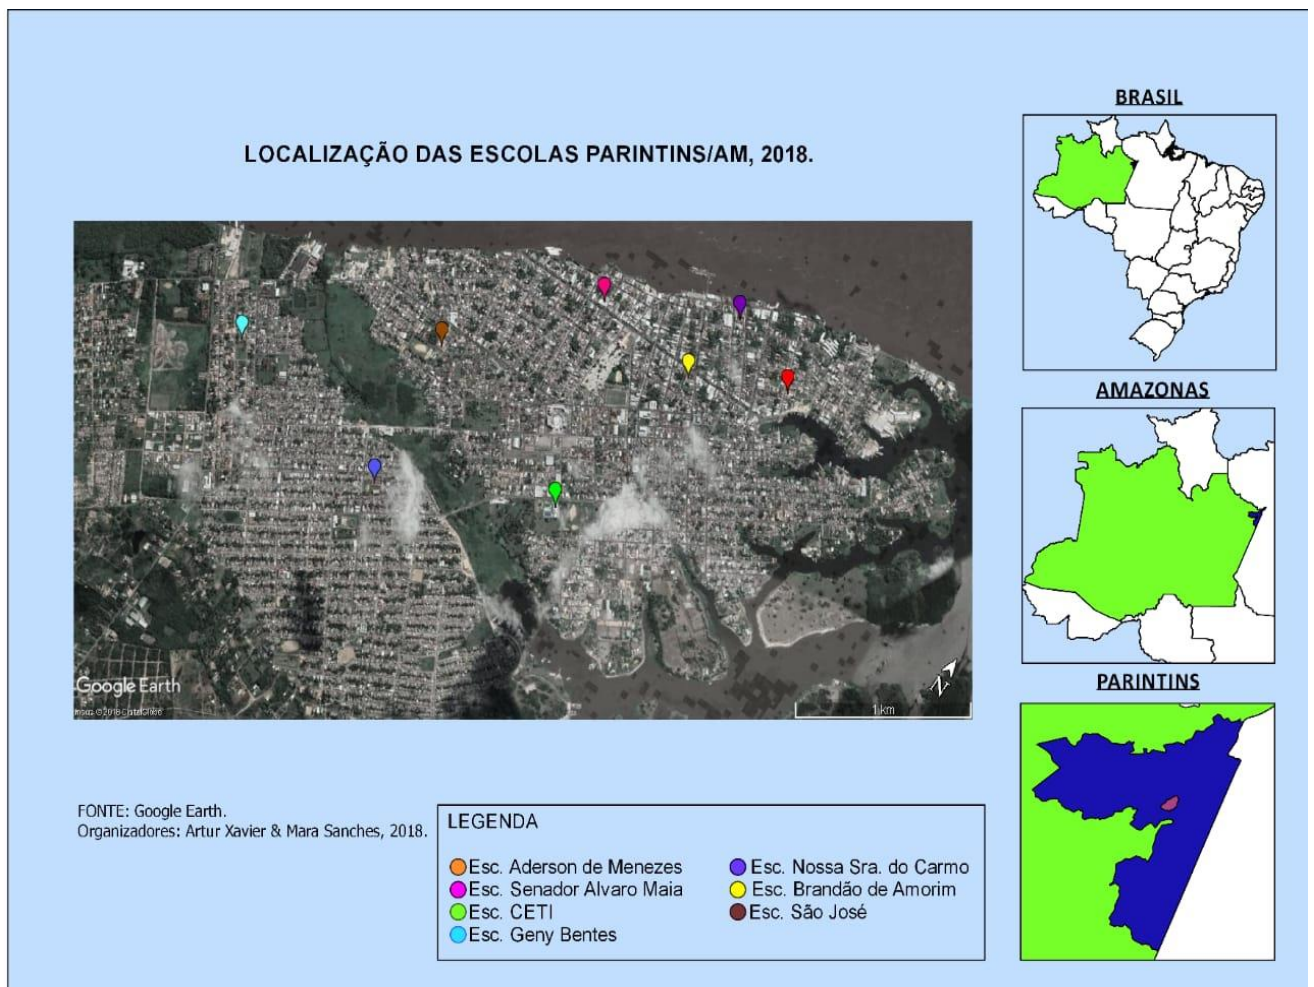 LOCALIZAÇÃO DAS ESCOLAS PARINTINS/AM, 2018.
BRASIL
AMAZONAS
PARINTINS
Google Earth
N
1 km
FONTE: Google Earth.
Organizadores: Artur Xavier & Mara Sanches, 2018.
LEGENDA
Esc. Aderson de Menezes
Esc. Senador Alvaro Maia
Esc. CETI
Esc. Geny Bentes
Esc. Nossa Sra. do Carmo
Esc. Brandão de Amorim
Esc. São José